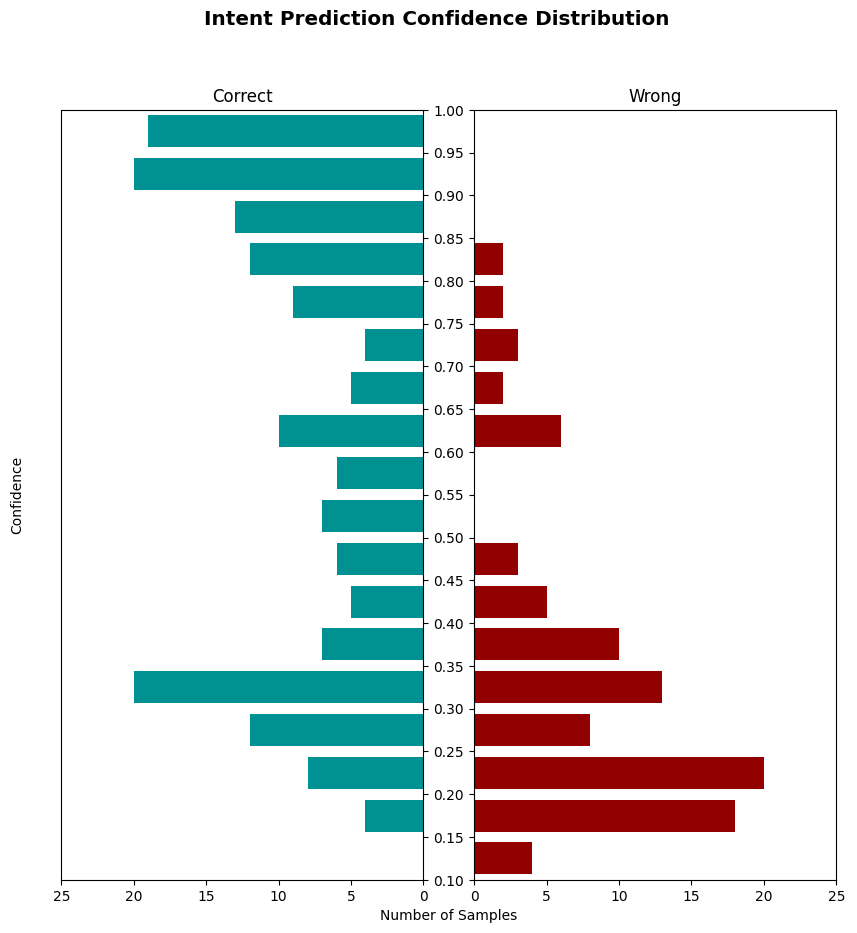 Intent Prediction Confidence Distribution
Correct
Wrong
Confidence
1.00
0.95
0.90
0.85
0.80
0.75
0.70
0.65
0.60
0.55
0.50
0.45
0.40
0.35
0.30
0.25
0.20
0.15
0.10
25 20 15 10 5 0
0 5 10 15 20 25
Number of Samples